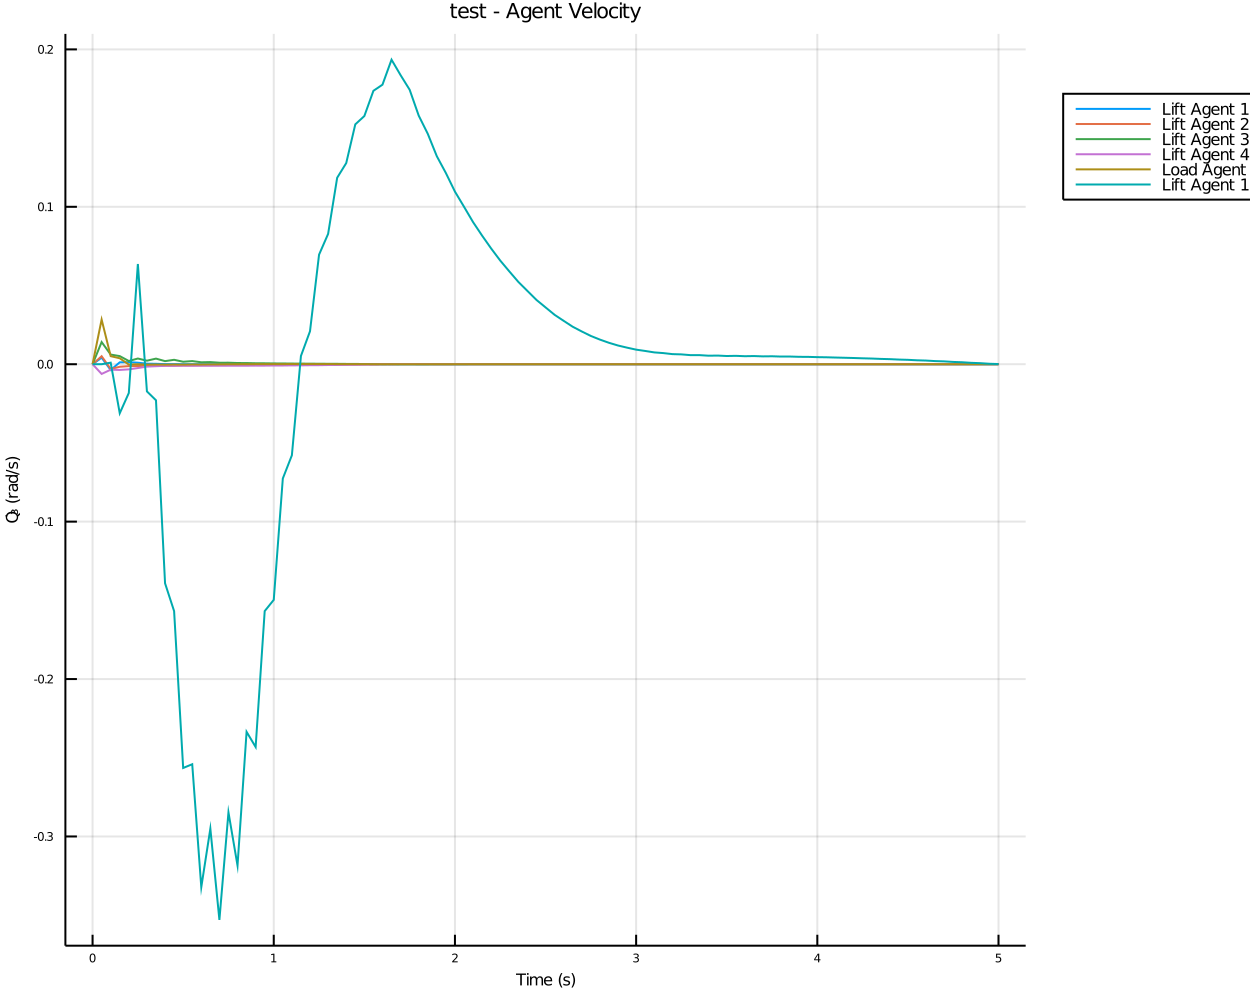 test - Agent Velocity
0.2
0.1
0.0
-0.1
-0.2
-0.3
Q₃ (rad/s)
0 1 2 3 4 5
Time (s)
Lift Agent 1
Lift Agent 2
Lift Agent 3
Lift Agent 4
Load Agent
Lift Agent 1